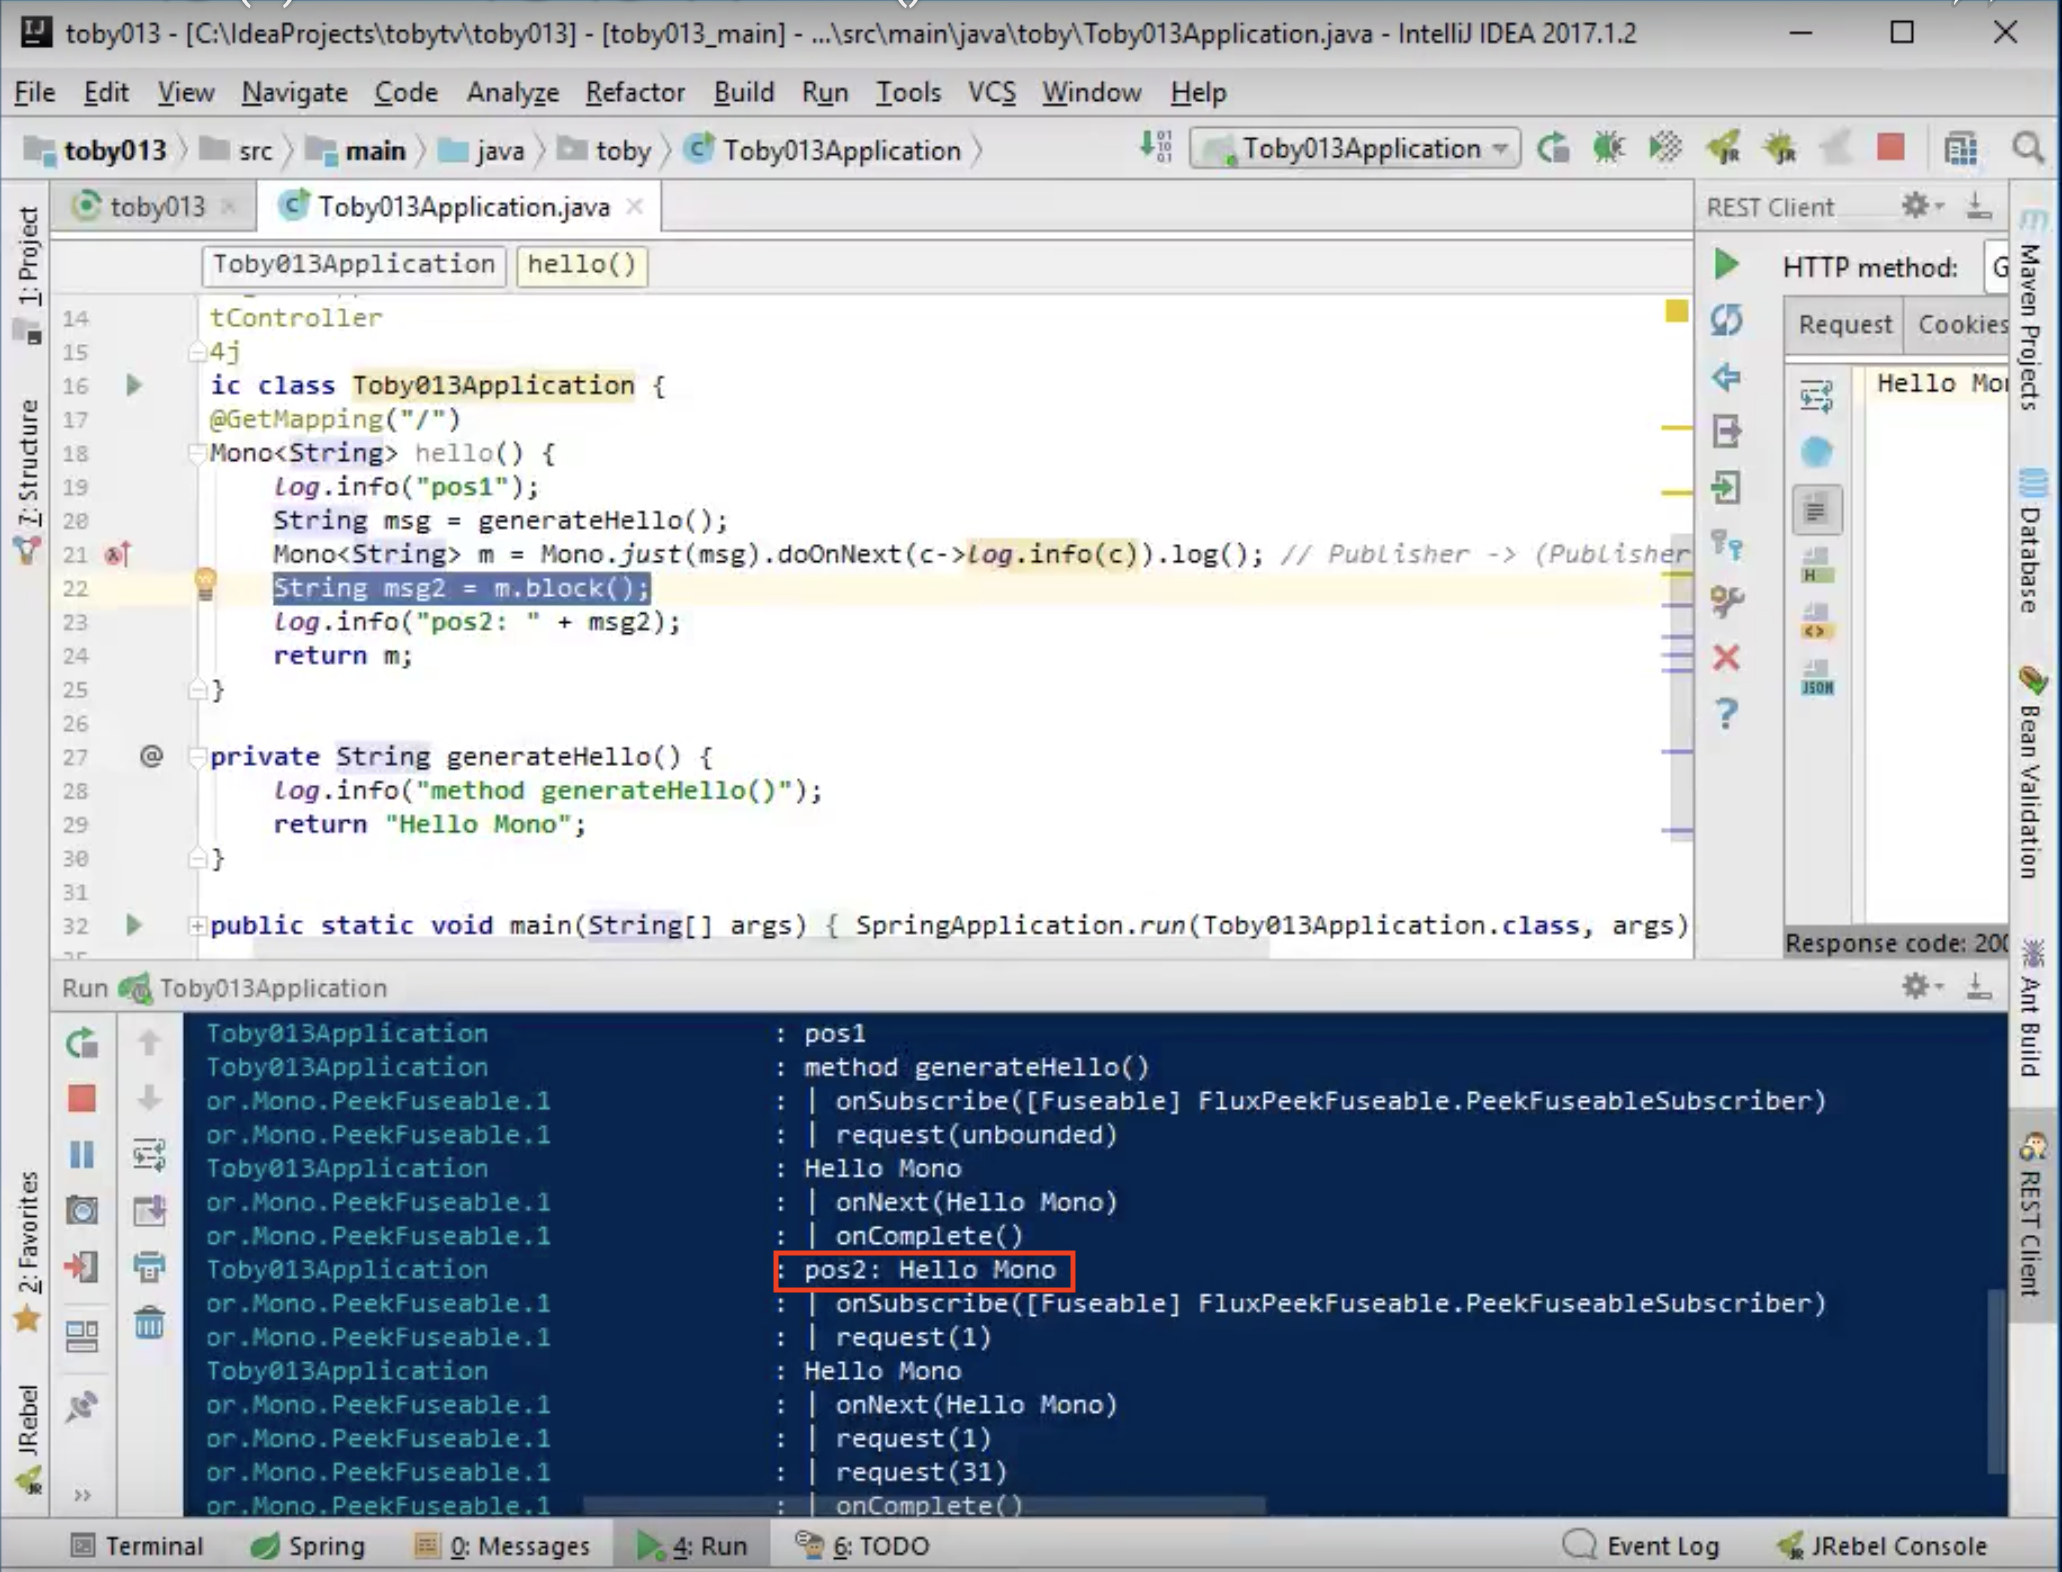 toby013 - [C:\IdeaProjects\tobytv\toby013] - [toby013_main] - ...\src\main\java\toby\Toby013Application.java - IntelliJ IDEA 2017.1.2
File Edit View Navigate Code Analyze Refactor Build Run Tools VCS Window Help
toby013 src main java toby Toby013Application Toby013Application
toby013 Toby013Application.java REST Client
Toby013Application hello() HTTP method: G
Request Cookies
Hello Mon
14 tController
15 4j
16 ic class Toby013Application {
17 @GetMapping("/")
18 Mono<String> hello() {
19 log.info("pos1");
20 String msg = generateHello();
21 Mono<String> m = Mono.just(msg).doOnNext(c->log.info(c)).log(); // Publisher -> (Publisher
22 String msg2 = m.block();
23 log.info("pos2: " + msg2);
24 return m;
25 }
26
27 @ private String generateHello() {
28 log.info("method generateHello()");
29 return "Hello Mono";
30 }
31
32 public static void main(String[] args) { SpringApplication.run(Toby013Application.class, args)
Response code: 200
Run Toby013Application
Toby013Application : pos1
Toby013Application : method generateHello()
or.Mono.PeekFuseable.1 : | onSubscribe([Fuseable] FluxPeekFuseable.PeekFuseableSubscriber)
or.Mono.PeekFuseable.1 : | request(unbounded)
Toby013Application : Hello Mono
or.Mono.PeekFuseable.1 : | onNext(Hello Mono)
or.Mono.PeekFuseable.1 : | onComplete()
Toby013Application : pos2: Hello Mono
or.Mono.PeekFuseable.1 : | onSubscribe([Fuseable] FluxPeekFuseable.PeekFuseableSubscriber)
or.Mono.PeekFuseable.1 : | request(1)
Toby013Application : Hello Mono
or.Mono.PeekFuseable.1 : | onNext(Hello Mono)
or.Mono.PeekFuseable.1 : | request(1)
or.Mono.PeekFuseable.1 : | request(31)
or.Mono.PeekFuseable.1 : | onComplete()
Terminal Spring 0: Messages 4: Run 6: TODO Event Log JRebel Console
1: Project
7: Structure
2: Favorites
JRebel
Maven Projects
Database
Bean Validation
Ant Build
REST Client
JSON